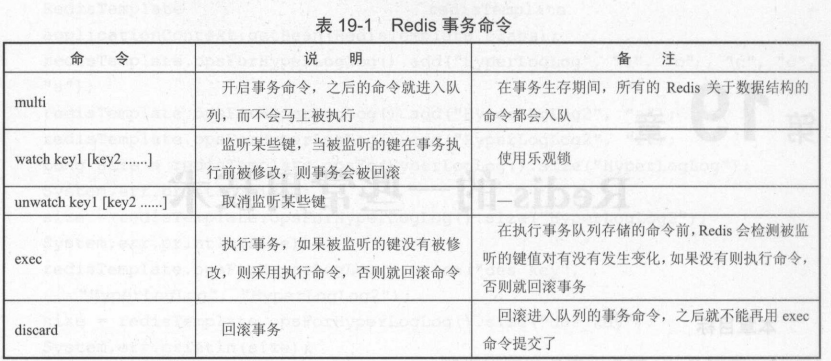 表 19-1 Redis 事务命令
命 令 说 明 备 注
multi
开启事务命令，之后的命令就进入队
列，而不会马上被执行
在事务生存期间，所有的 Redis 关于数据结构的
命令都会入队
watch key1 [key2 ......]
监听某些键，当被监听的键在事务执
行前被修改，则事务会被回滚
使用乐观锁
unwatch key1 [key2 ......] 取消监听某些键 —
exec
执行事务，如果被监听的键没有被修
改，则采用执行命令，否则就回滚命令
在执行事务队列存储的命令前，Redis 会检测被监
听的键值对有没有发生变化，如果没有则执行命令，
否则就回滚事务
discard
回滚事务
回滚进入队列的事务命令，之后就不能再用 exec
命令提交了